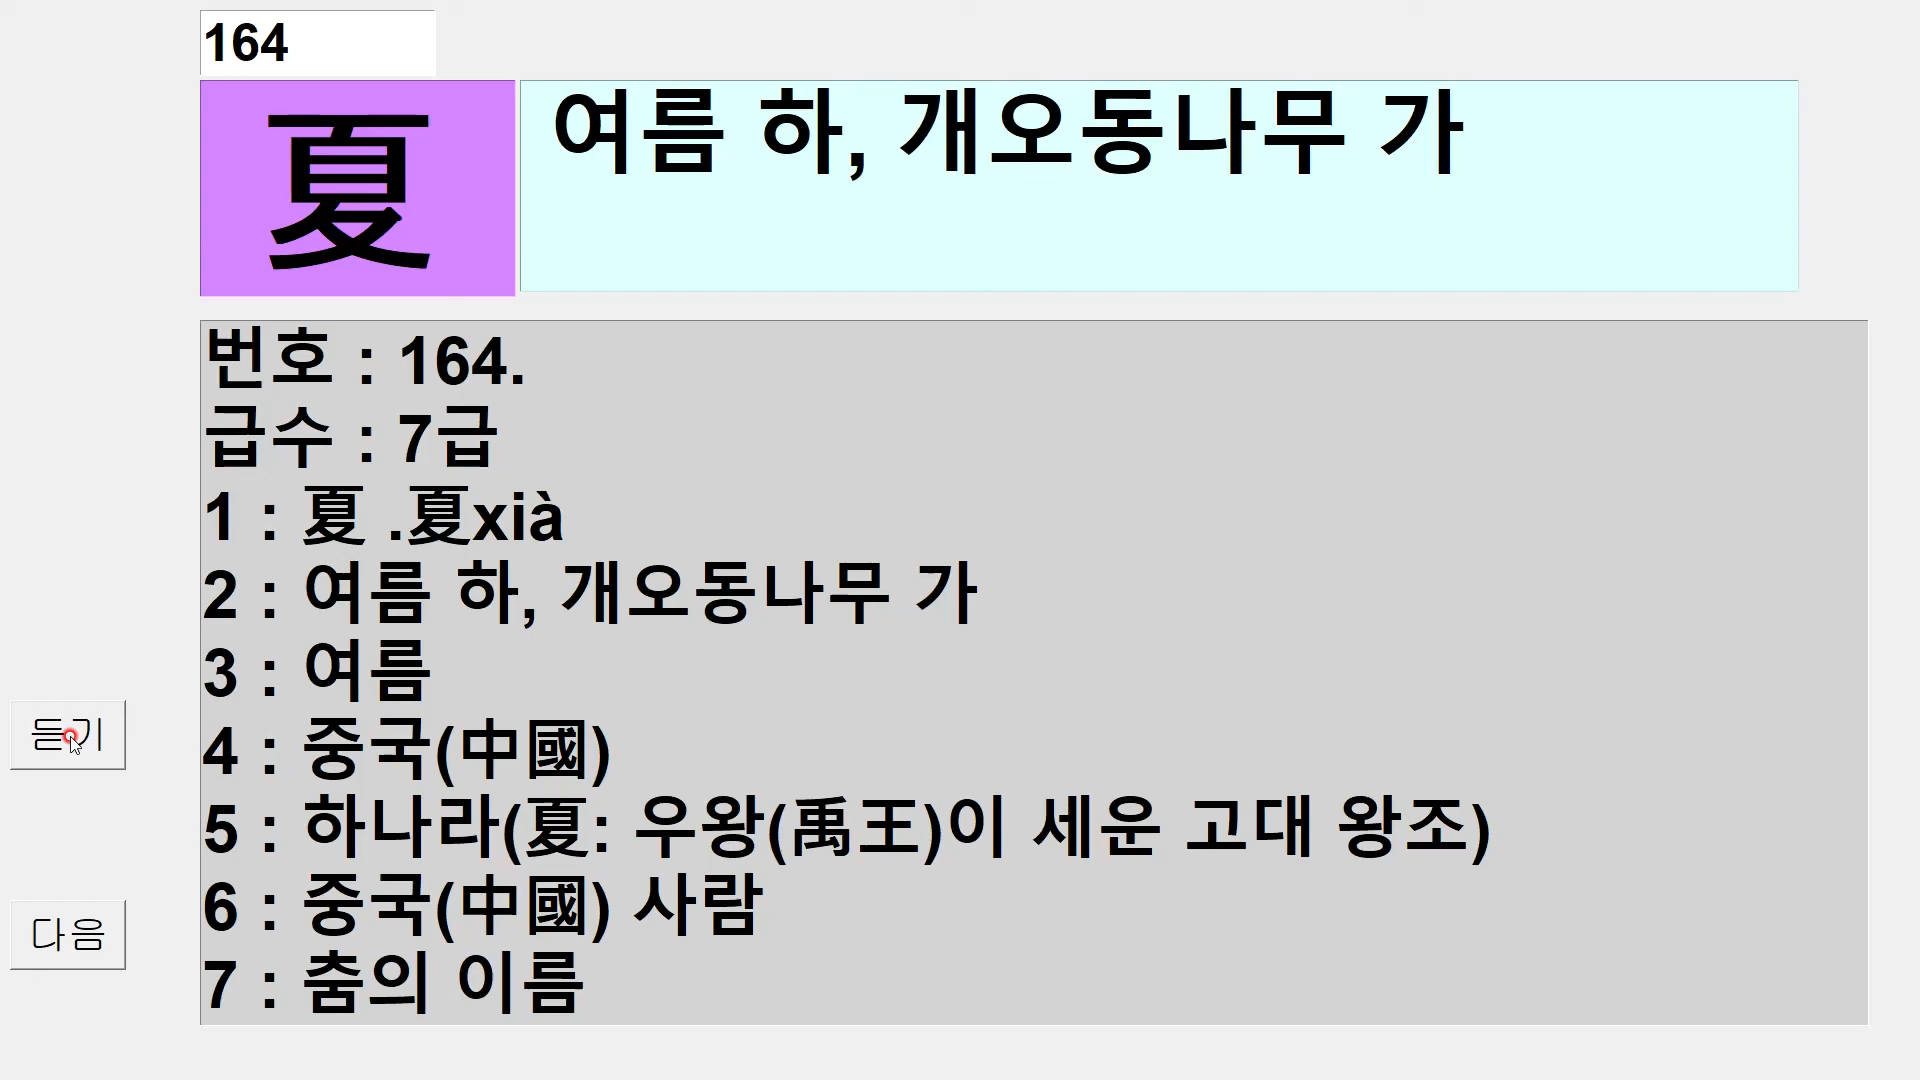 164
夏
여름 하, 개오동나무 가
번호 : 164.
급수 : 7급
1 : 夏 .夏xià
2 : 여름 하, 개오동나무 가
3 : 여름
4 : 중국(中國)
5 : 하나라(夏: 우왕(禹王)이 세운 고대 왕조)
6 : 중국(中國) 사람
7 : 춤의 이름
듣기
다음